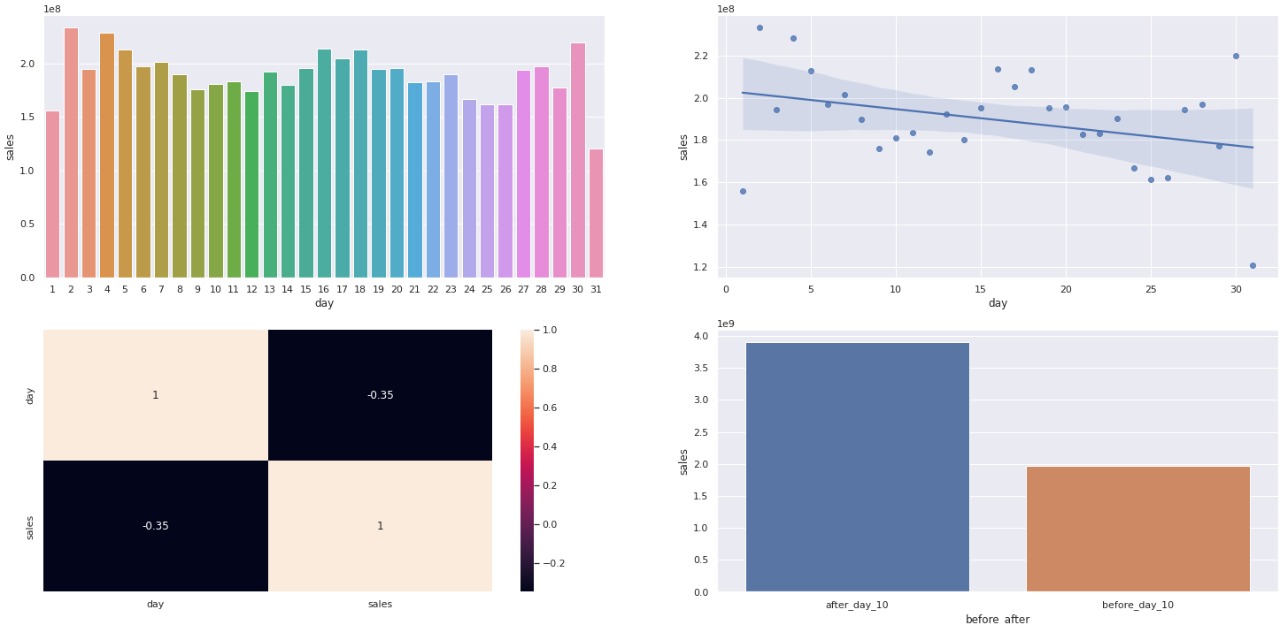 1e8
sales
2.0
1.5
1.0
0.5
0.0
1 2 3 4 5 6 7 8 9 10 11 12 13 14 15 16 17 18 19 20 21 22 23 24 25 26 27 28 29 30 31
day
1e8
sales
2.2
2.0
1.8
1.6
1.4
1.2
0 5 10 15 20 25 30
day
day
1 -0.35
sales
-0.35 1
day sales
1.0
0.8
0.6
0.4
0.2
0.0
−0.2
1e9
sales
4.0
3.5
3.0
2.5
2.0
1.5
1.0
0.5
0.0
after_day_10 before_day_10
before_after